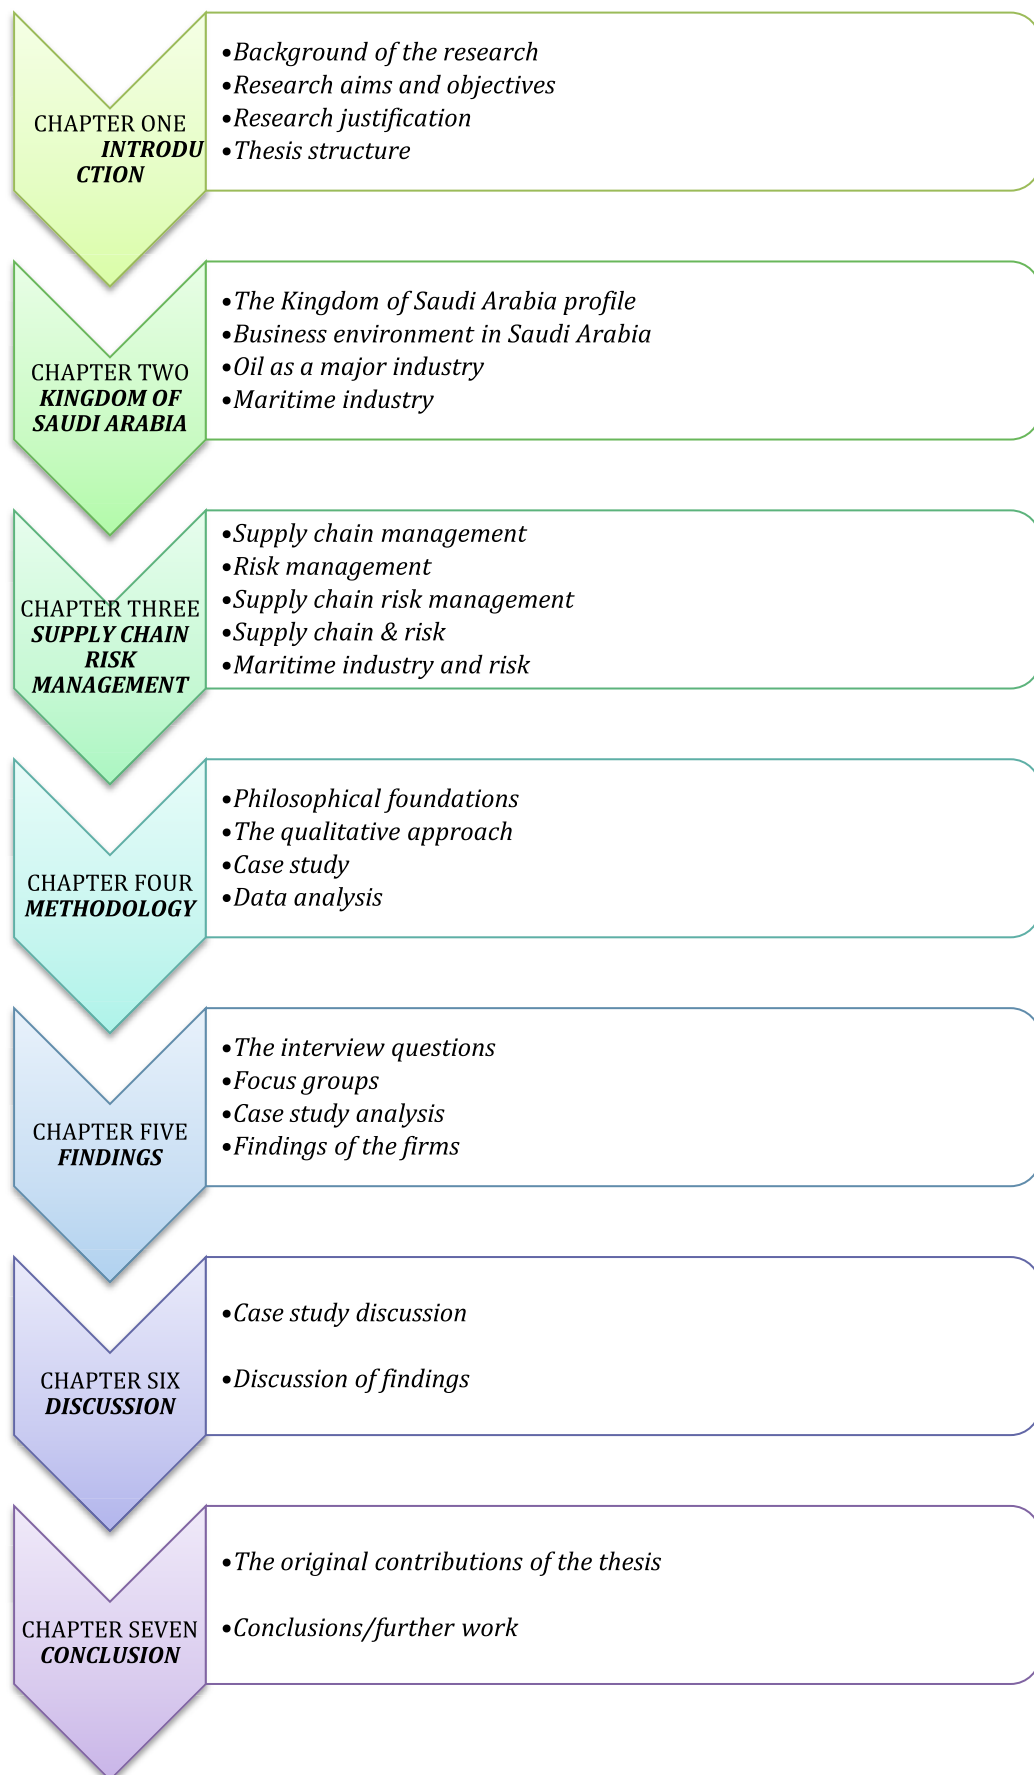 CHAPTER ONE
INTRODU
CTION
•Background of the research
•Research aims and objectives
•Research justification
•Thesis structure
CHAPTER TWO
KINGDOM OF
SAUDI ARABIA
•The Kingdom of Saudi Arabia profile
•Business environment in Saudi Arabia
•Oil as a major industry
•Maritime industry
CHAPTER THREE
SUPPLY CHAIN
RISK
MANAGEMENT
•Supply chain management
•Risk management
•Supply chain risk management
•Supply chain & risk
•Maritime industry and risk
CHAPTER FOUR
METHODOLOGY
•Philosophical foundations
•The qualitative approach
•Case study
•Data analysis
CHAPTER FIVE
FINDINGS
•The interview questions
•Focus groups
•Case study analysis
•Findings of the firms
CHAPTER SIX
DISCUSSION
•Case study discussion
•Discussion of findings
CHAPTER SEVEN
CONCLUSION
•The original contributions of the thesis
•Conclusions/further work